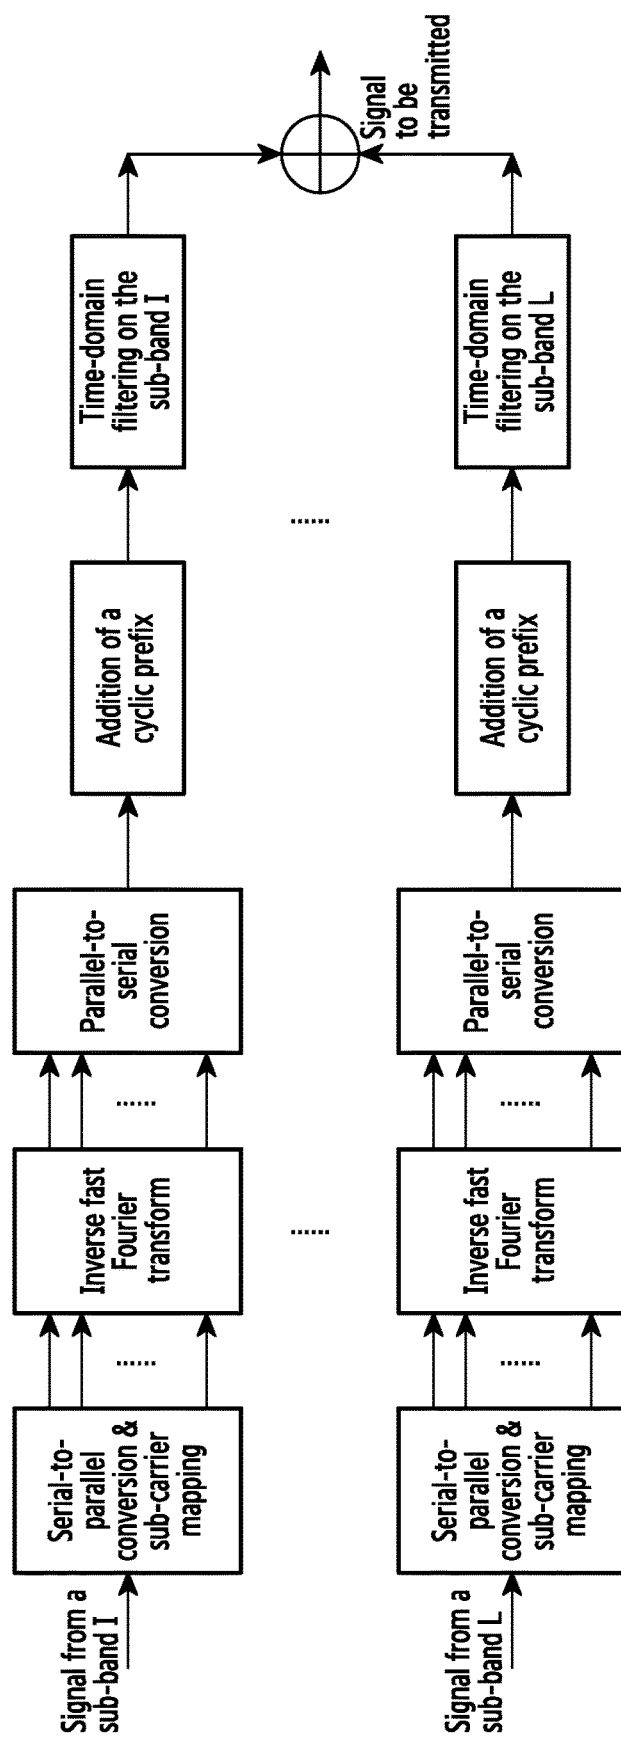 Signal from a
sub-band I
Serial-to-
parallel
conversion &
sub-carrier
mapping
......
Inverse fast
Fourier
transform
......
Parallel-to-
serial
conversion
Addition of a
cyclic prefix
Time-domain
filtering on the
sub-band I
......
......
Signal
to be
transmitted
Signal from a
sub-band L
Serial-to-
parallel
conversion &
sub-carrier
mapping
......
Inverse fast
Fourier
transform
......
Parallel-to-
serial
conversion
Addition of a
cyclic prefix
Time-domain
filtering on the
sub-band L